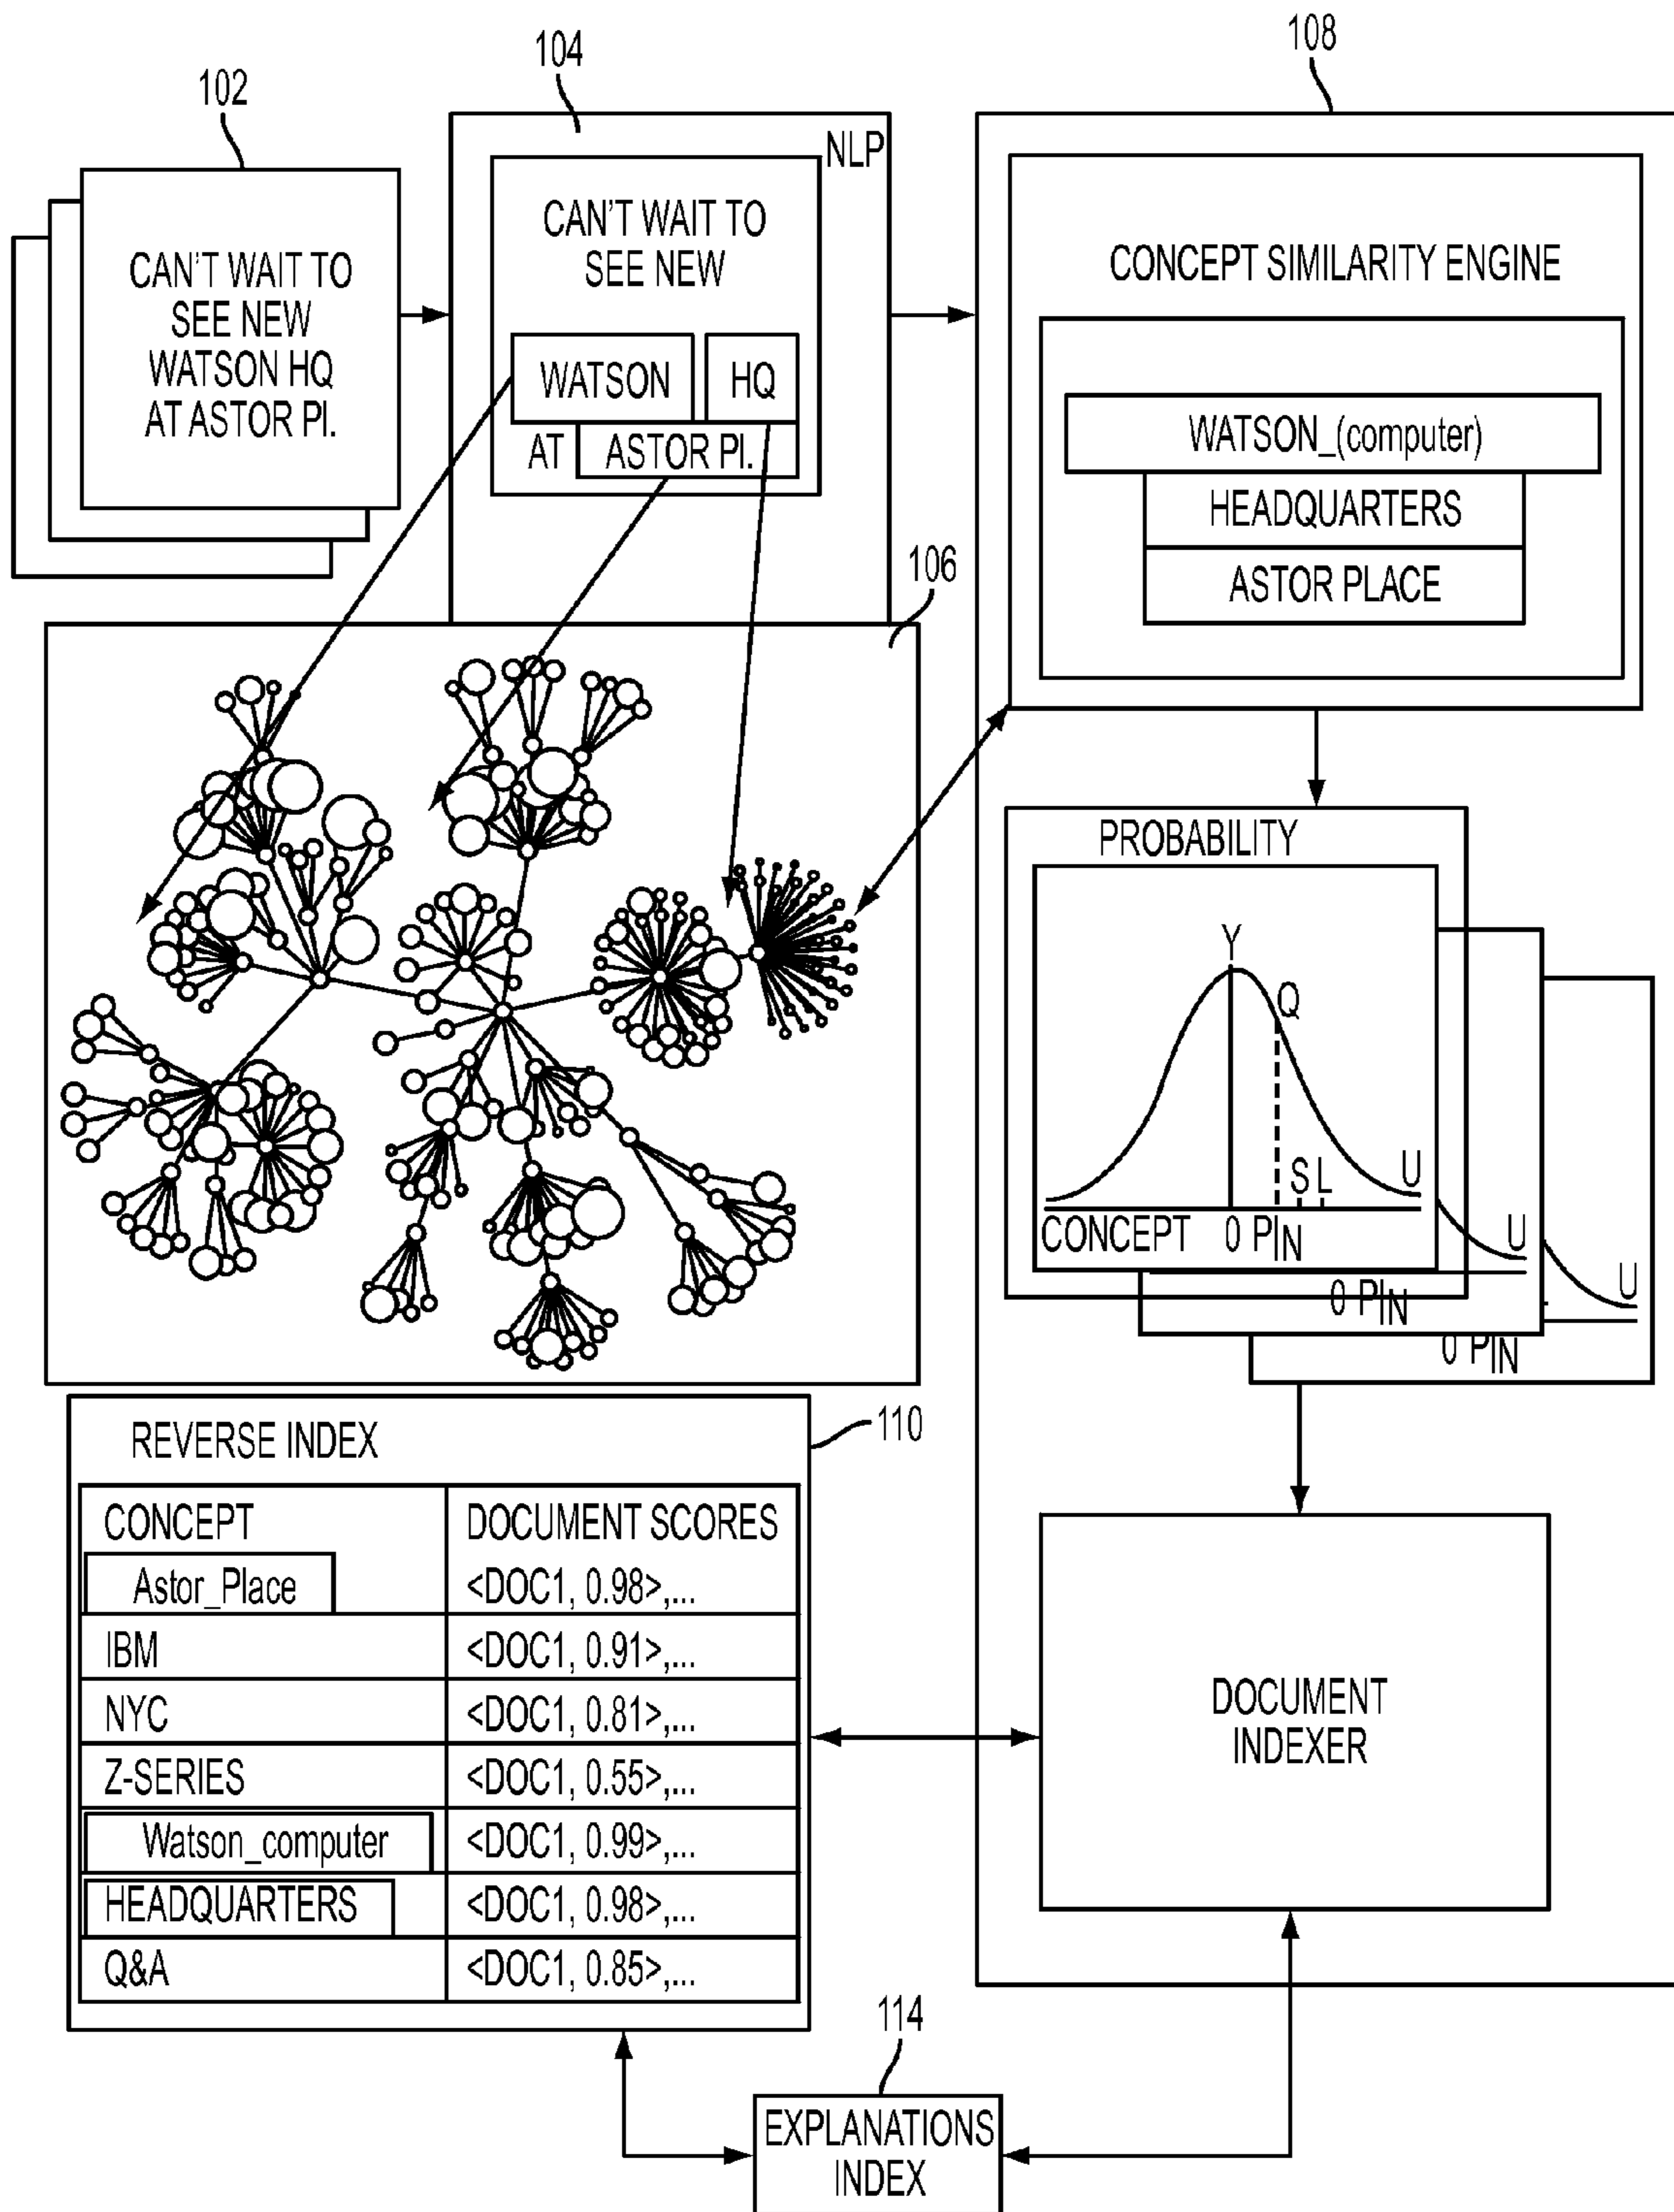 102
CAN'T WAIT TO
SEE NEW
WATSON HQ
AT ASTOR Pl.
104
NLP
CAN'T WAIT TO
SEE NEW
WATSON HQ
AT ASTOR Pl.
106
108
CONCEPT SIMILARITY ENGINE
WATSON_(computer)
HEADQUARTERS
ASTOR PLACE
PROBABILITY
Y
Q
S L U
CONCEPT 0 PIN
U
0 PIN
U
0 PIN
DOCUMENT
INDEXER
110
REVERSE INDEX
CONCEPT DOCUMENT SCORES
Astor_Place <DOC1, 0.98>,...
IBM <DOC1, 0.91>,...
NYC <DOC1, 0.81>,...
Z-SERIES <DOC1, 0.55>,...
Watson_computer <DOC1, 0.99>,...
HEADQUARTERS <DOC1, 0.98>,...
Q&A <DOC1, 0.85>,...
114
EXPLANATIONS
INDEX